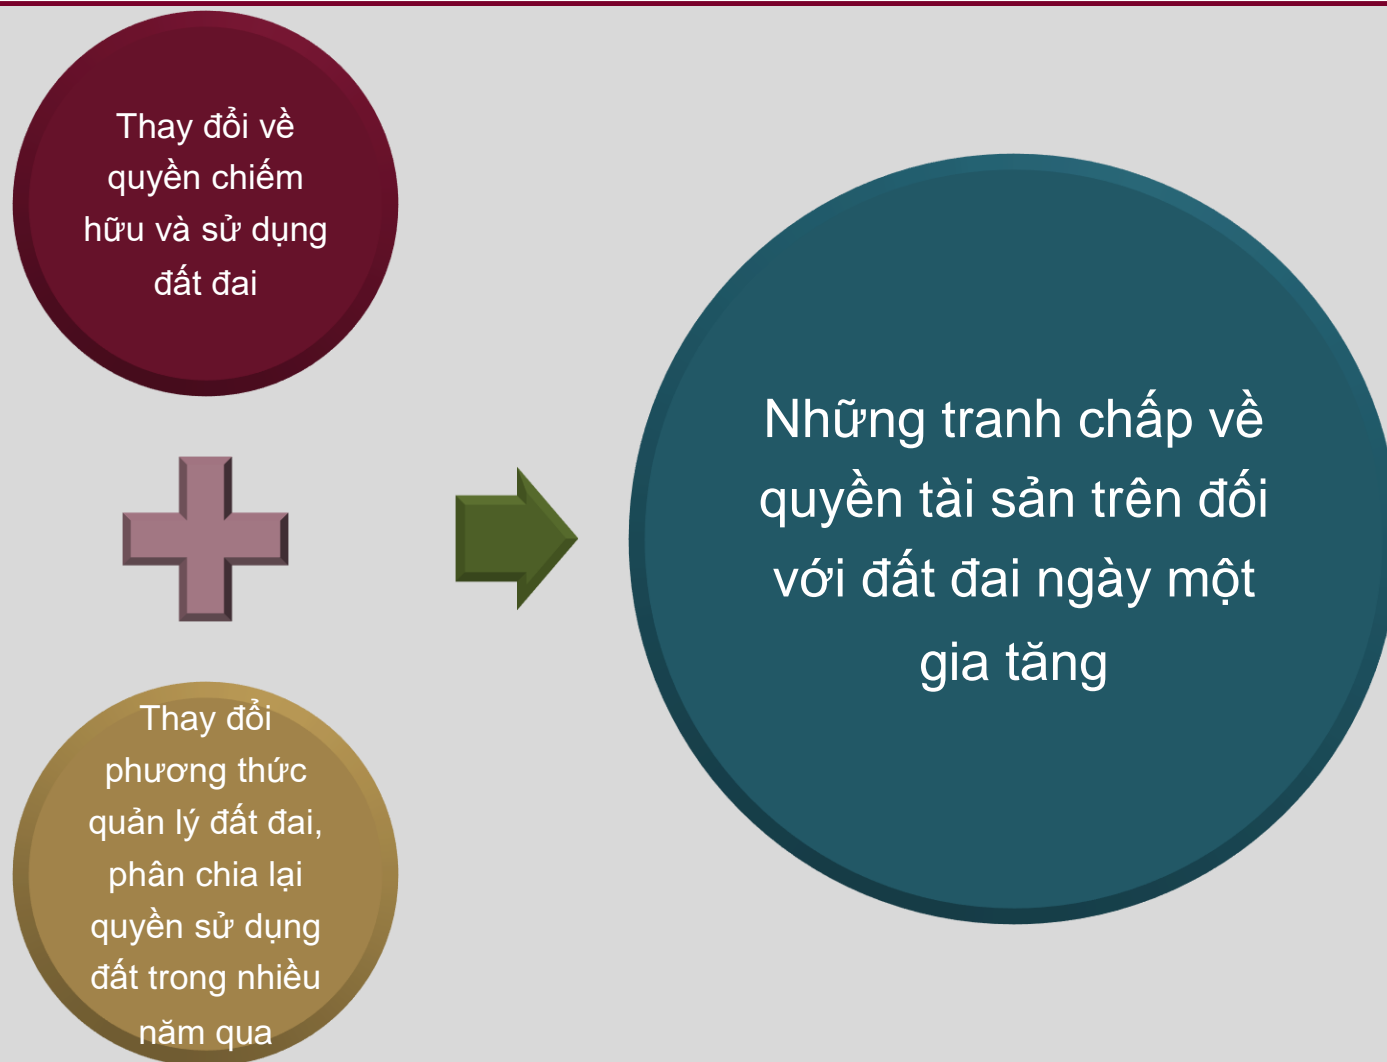 Thay đổi về
quyền chiếm
hữu và sử dụng
đất đai
Thay đổi
phương thức
quản lý đất đai,
phân chia lại
quyền sử dụng
đất trong nhiều
năm qua
Những tranh chấp về
quyền tài sản trên đối
với đất đai ngày một
gia tăng